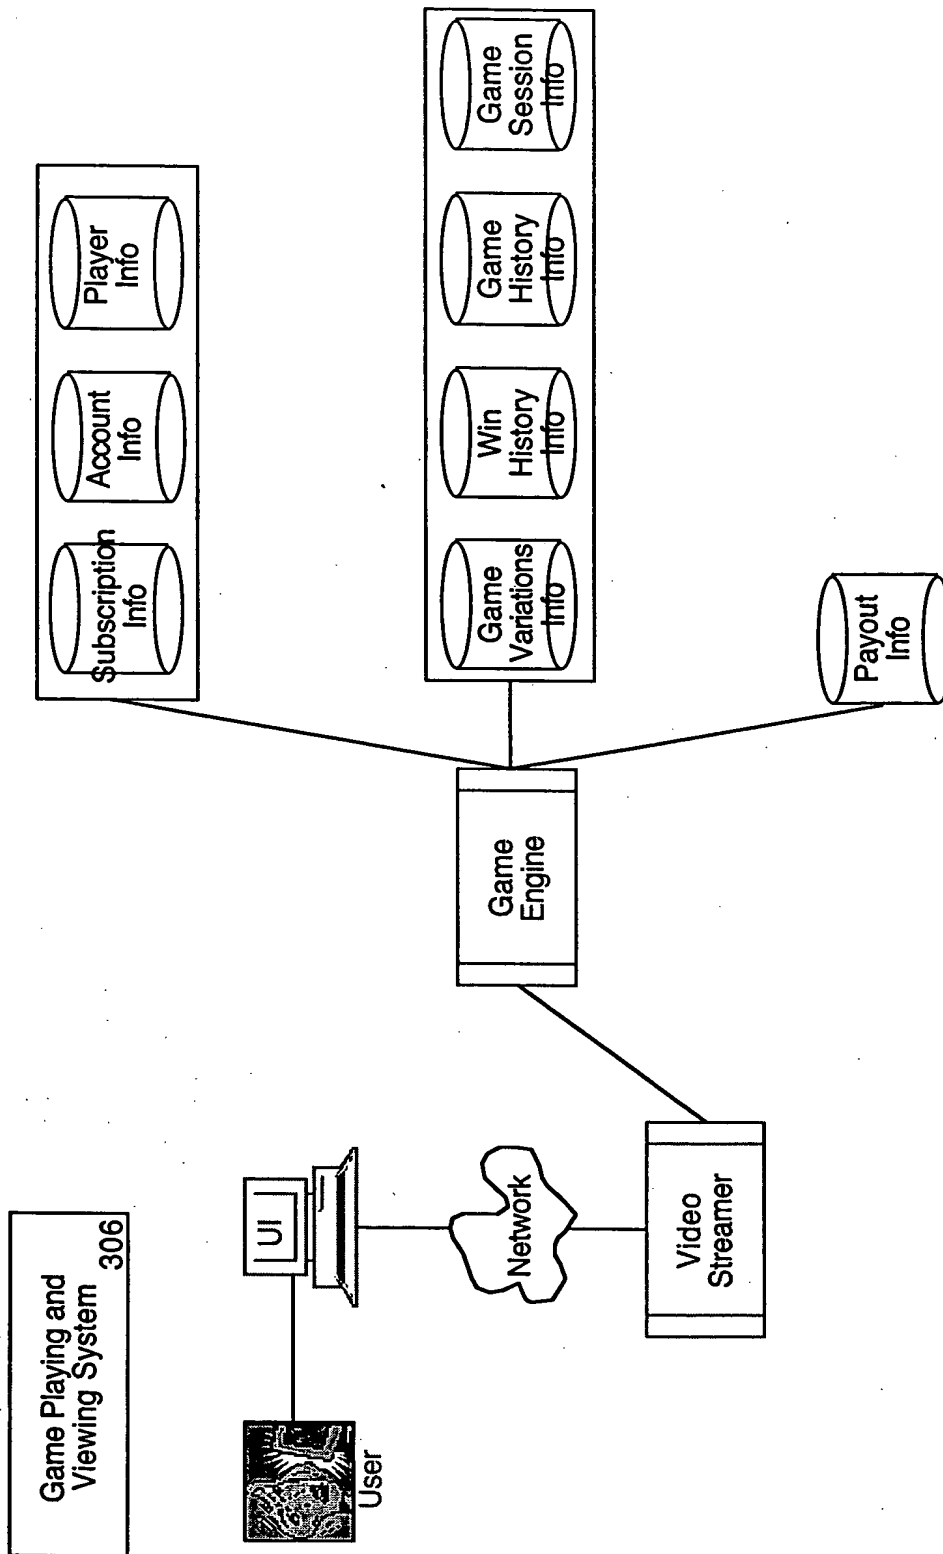 Game Playing and
Viewing System
306
User
UI
Network
Video
Streamer
Game
Engine
Subscription
Info
Account
Info
Player
Info
Game
Variations
Info
Win
History
Info
Game
History
Info
Game
Session
Info
Payout
Info